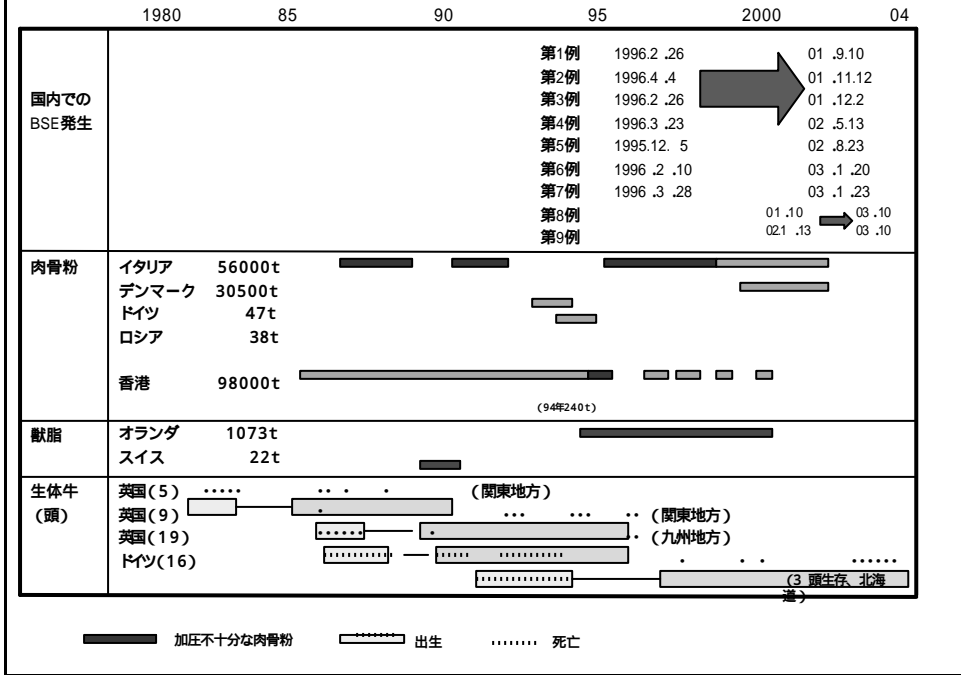 1980 85 90 95 2000 04
国内での
BSE発生
第1例 1996.2 .26 01 .9.10
第2例 1996.4 .4 01 .11.12
第3例 1996.2 .26 01 .12.2
第4例 1996.3 .23 02 .5.13
第5例 1995.12. 5 02 .8.23
第6例 1996 .2 .10 03 .1 .20
第7例 1996 .3 .28 03 .1 .23
第8例 01 .10 03 .10
第9例 021 .13 03 .10
肉骨粉
イタリア 56000t
デンマーク 30500t
ドイツ 47t
ロシア 38t
香港 98000t
(94年240t)
獣脂
オランダ 1073t
スイス 22t
生体牛
(頭)
英国(5) (関東地方)
英国(9) (関東地方)
英国(19) (九州地方)
ドイツ(16)
(3 頭生存、北海
道)
加圧不十分な肉骨粉 出生 死亡